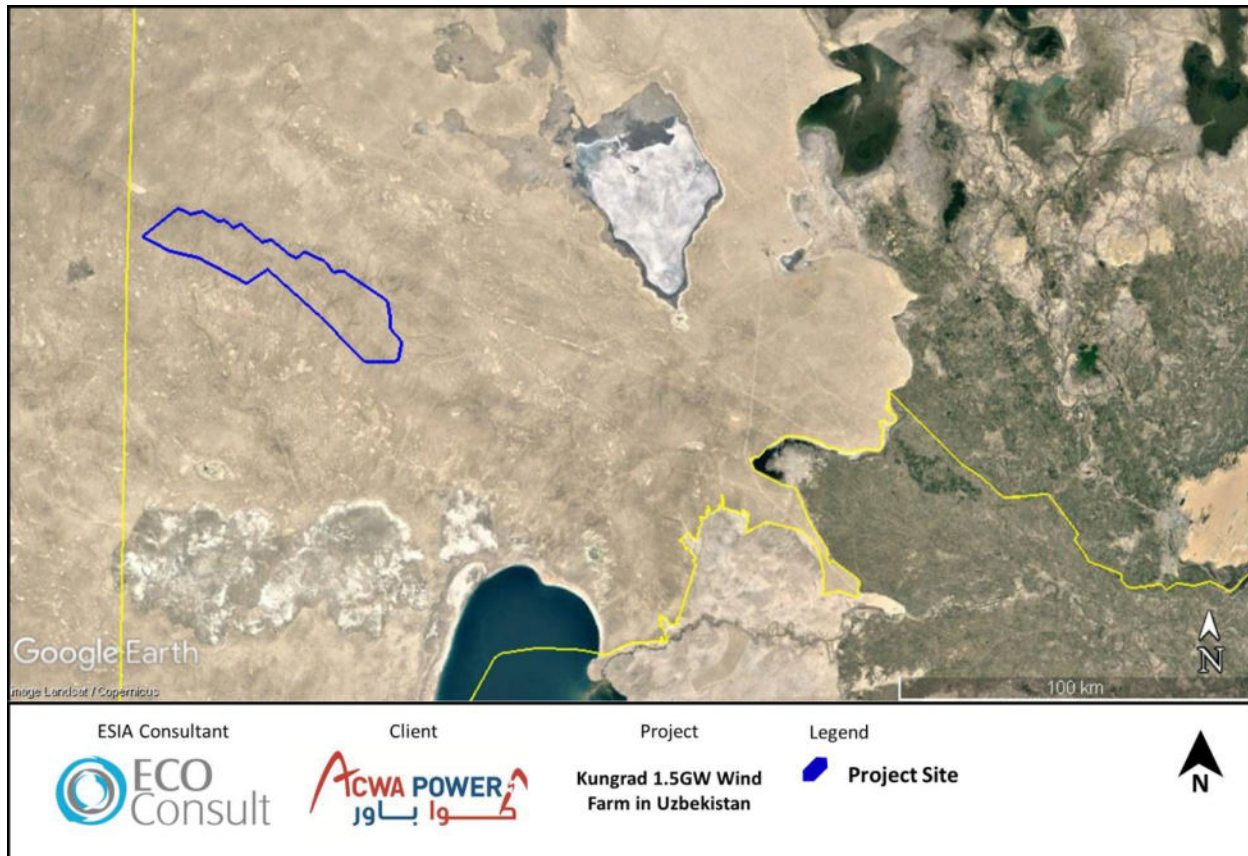 Google Earth
mage Landsat / Copernicus
100 km
N
ESIA Consultant
ECO
Consult
Client
ACWA POWER
أكوا باور
Project
Kungrad 1.5GW Wind
Farm in Uzbekistan
Legend
Project Site
N